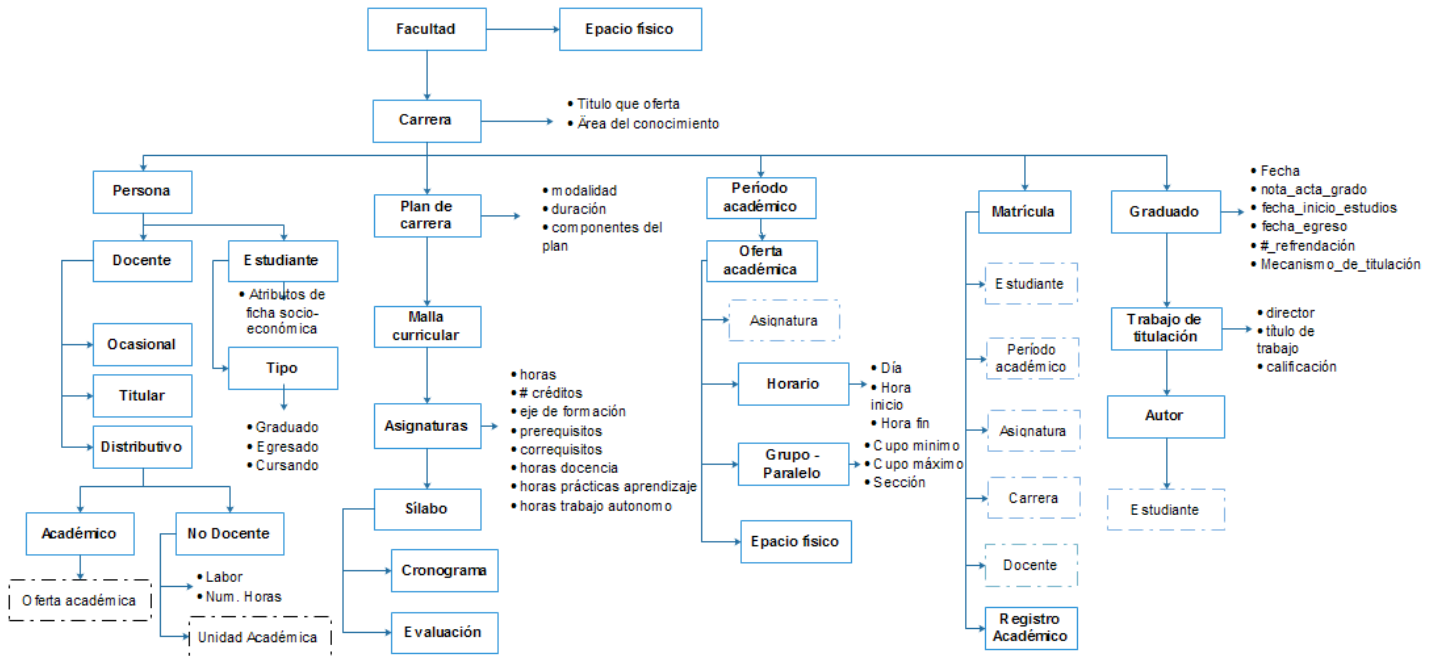 Facultad
Epacio físico
Carrera
• Titulo que oferta
• Ärea del conocimiento
Persona
Docente
Estudiante
• Atributos de
ficha socio-
económica
Ocasional
Titular
Distributivo
Tipo
• Graduado
• Egresado
• Cursando
Académico
No Docente
Oferta académica
• Labor
• Num. Horas
Unidad Académica
Plan de
carrera
• modalidad
• duración
• componentes del
plan
Malla
curricular
Asignaturas
• horas
• # créditos
• eje de formación
• prerequisitos
• correquisitos
• horas docencia
• horas prácticas aprendizaje
• horas trabajo autonomo
Sílabo
Cronograma
Evaluación
Período
académico
Oferta
académica
Asignatura
Horario
• Día
• Hora
inicio
• Hora fin
Grupo -
Paralelo
• Cupo minimo
• Cupo máximo
• Sección
Epacio físico
Matrícula
Estudiante
Período
académico
Asignatura
Carrera
Docente
Registro
Académico
Graduado
• Fecha
• nota_acta_grado
• fecha_inicio_estudios
• fecha_egreso
• #_refrendación
• Mecanismo_de_titulación
Trabajo de
titulación
• director
• título de
trabajo
• calificación
Autor
Estudiante